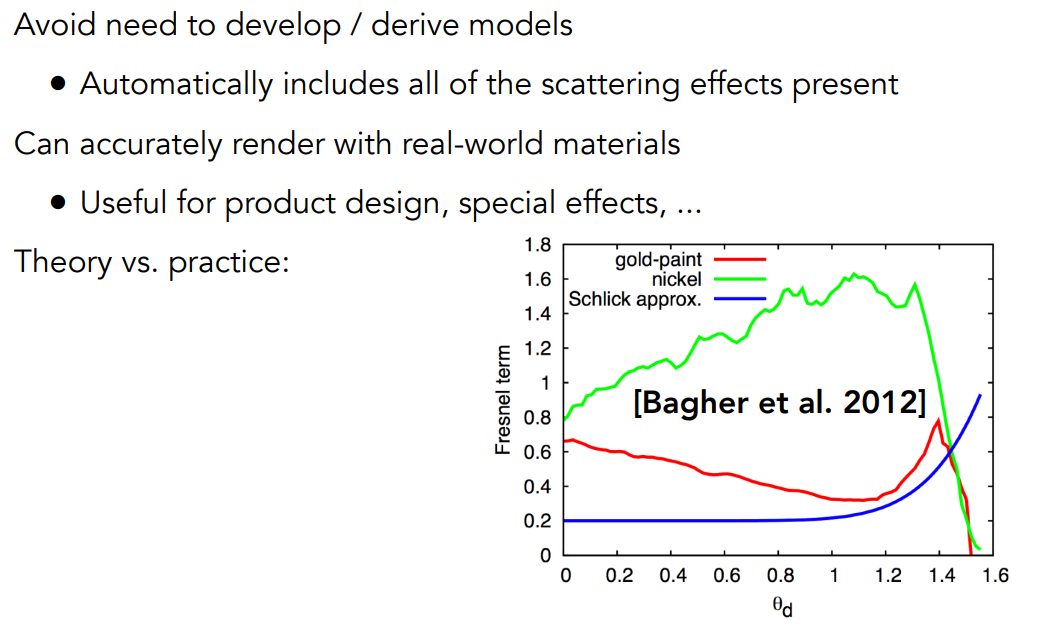 Avoid need to develop / derive models
● Automatically includes all of the scattering effects present
Can accurately render with real-world materials
● Useful for product design, special effects, ...
Theory vs. practice:
1.8
1.6
1.4
1.2
1
0.8
0.6
0.4
0.2
0
Fresnel term
gold-paint
nickel
Schlick approx.
[Bagher et al. 2012]
0 0.2 0.4 0.6 0.8 1 1.2 1.4 1.6
θd